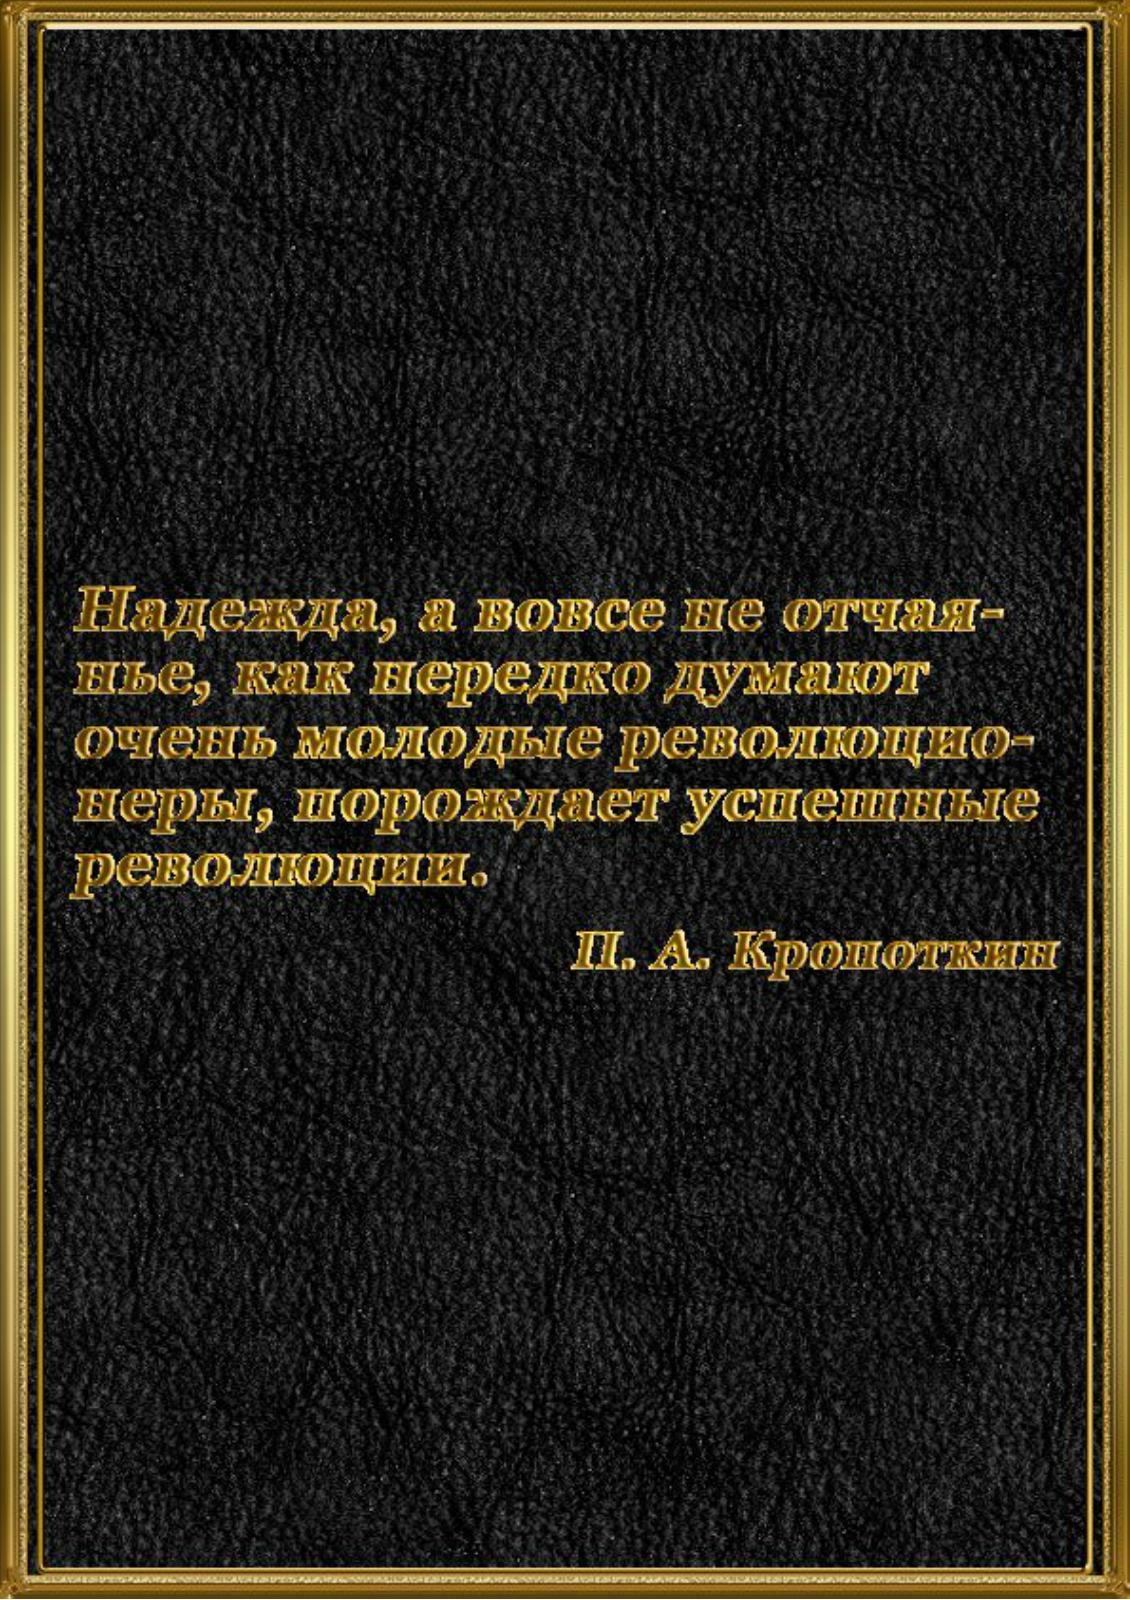 Надежда, а вовсе не отчая-
нье, как нередко думают
очень молодые революцио-
неры, порождает успешные
революции.
П. А. Кропоткин